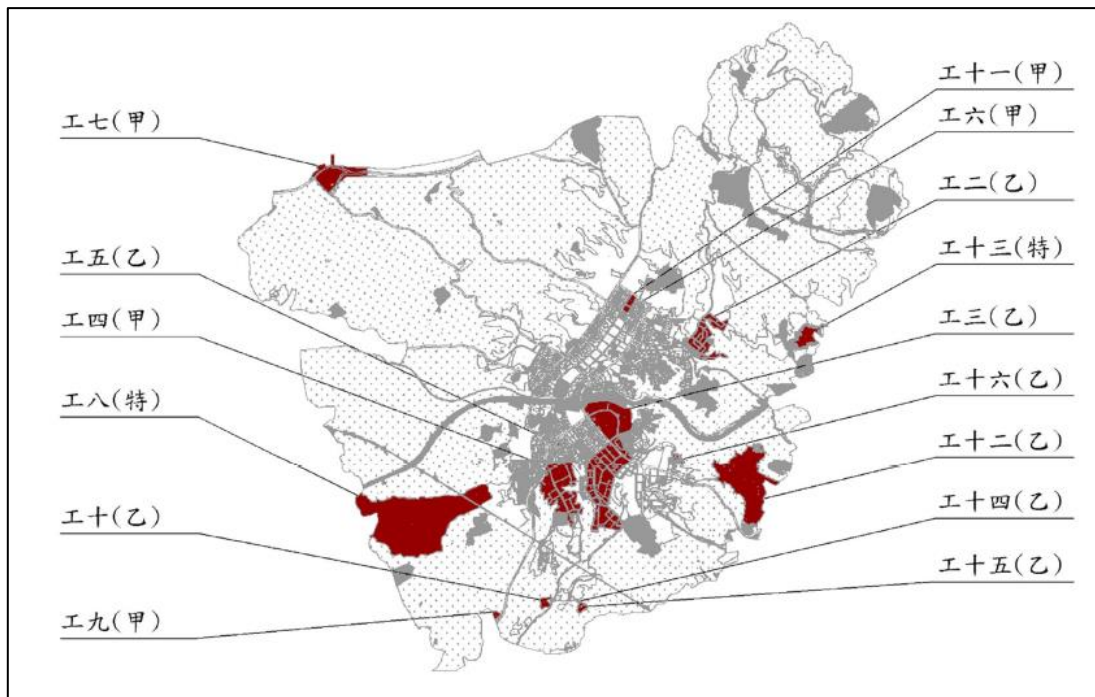 工七(甲)
工五(乙)
工四(甲)
工八(特)
工十(乙)
工九(甲)
工十一(甲)
工六(甲)
工二(乙)
工十三(特)
工三(乙)
工十六(乙)
工十二(乙)
工十四(乙)
工十五(乙)